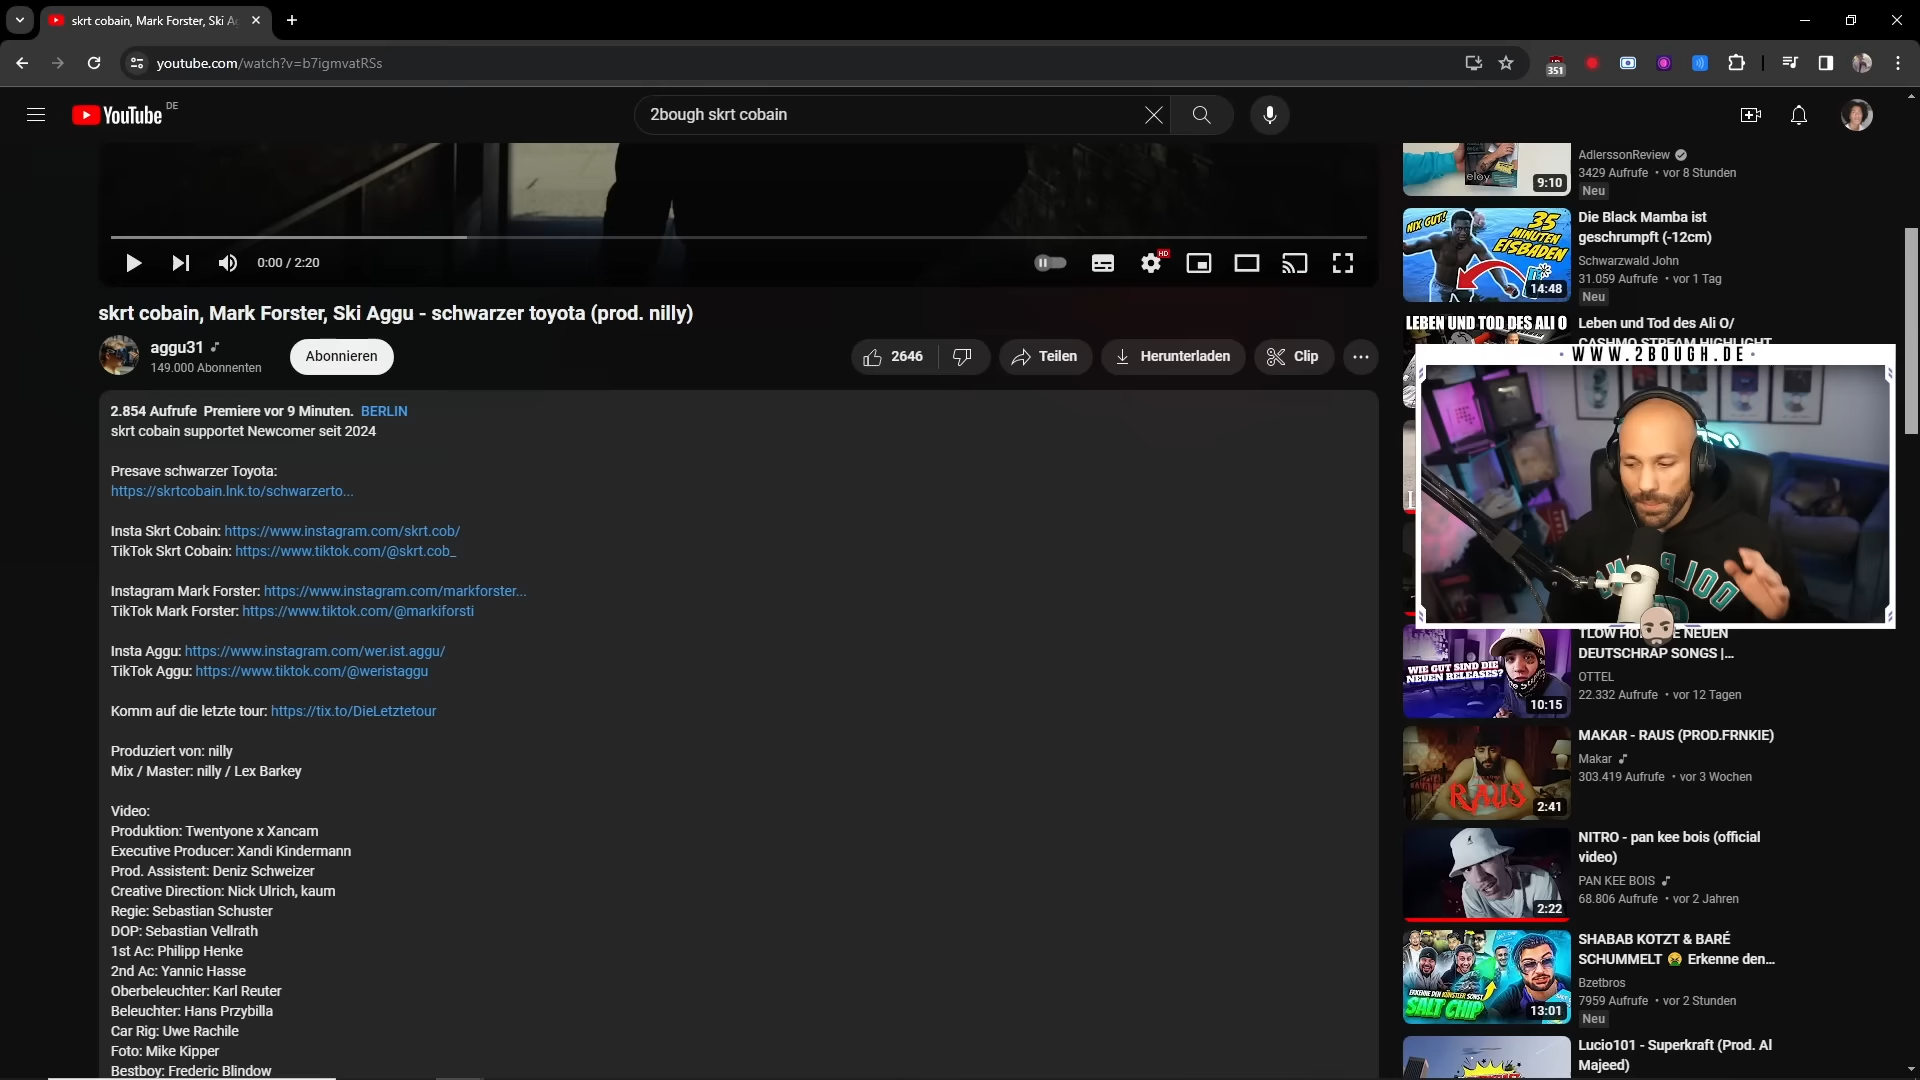 skrt cobain, Mark Forster, Ski A
youtube.com/watch?v=b7igmvatRSs
351
YouTube DE
2bough skrt cobain
0:00 / 2:20
HD
skrt cobain, Mark Forster, Ski Aggu - schwarzer toyota (prod. nilly)
aggu31
149.000 Abonnenten
Abonnieren
2646
Teilen
Herunterladen
Clip
2.854 Aufrufe Premiere vor 9 Minuten. BERLIN
skrt cobain supportet Newcomer seit 2024
Presave schwarzer Toyota:
https://skrtcobain.lnk.to/schwarzerto...
Insta Skrt Cobain: https://www.instagram.com/skrt.cob/
TikTok Skrt Cobain: https://www.tiktok.com/@skrt.cob_
Instagram Mark Forster: https://www.instagram.com/markforster...
TikTok Mark Forster: https://www.tiktok.com/@markiforsti
Insta Aggu: https://www.instagram.com/wer.ist.aggu/
TikTok Aggu: https://www.tiktok.com/@weristaggu
Komm auf die letzte tour: https://tix.to/DieLetztetour
Produziert von: nilly
Mix / Master: nilly / Lex Barkey
Video:
Produktion: Twentyone x Xancam
Executive Producer: Xandi Kindermann
Prod. Assistent: Deniz Schweizer
Creative Direction: Nick Ulrich, kaum
Regie: Sebastian Schuster
DOP: Sebastian Vellrath
1st Ac: Philipp Henke
2nd Ac: Yannic Hasse
Oberbeleuchter: Karl Reuter
Beleuchter: Hans Przybilla
Car Rig: Uwe Rachile
Foto: Mike Kipper
Bestboy: Frederic Blindow
eloy
9:10
AdlerssonReview
3429 Aufrufe • vor 8 Stunden
Neu
NIX GUT!
35
MINUTEN
EISBADEN
14:48
Die Black Mamba ist
geschrumpft (-12cm)
Schwarzwald John
31.059 Aufrufe • vor 1 Tag
Neu
LEBEN UND TOD DES ALI O
Leben und Tod des Ali O/
CASHMO STREAM HIGHLIGHT
• WWW.2BOUGH.DE •
WIE GUT SIND DIE
NEUEN RELEASES?
10:15
NEUEN
DEUTSCHRAP SONGS |...
OTTEL
22.332 Aufrufe • vor 12 Tagen
RAUS
2:41
MAKAR - RAUS (PROD.FRNKIE)
Makar
303.419 Aufrufe • vor 3 Wochen
2:22
NITRO - pan kee bois (official
video)
PAN KEE BOIS
68.806 Aufrufe • vor 2 Jahren
ERKENNE DEN KÜNSTLER SONST
SALT CHIP
13:01
SHABAB KOTZT & BARÉ
SCHUMMELT 🤮 Erkenne den...
Bzetbros
7959 Aufrufe • vor 2 Stunden
Neu
Lucio101 - Superkraft (Prod. Al
Majeed)